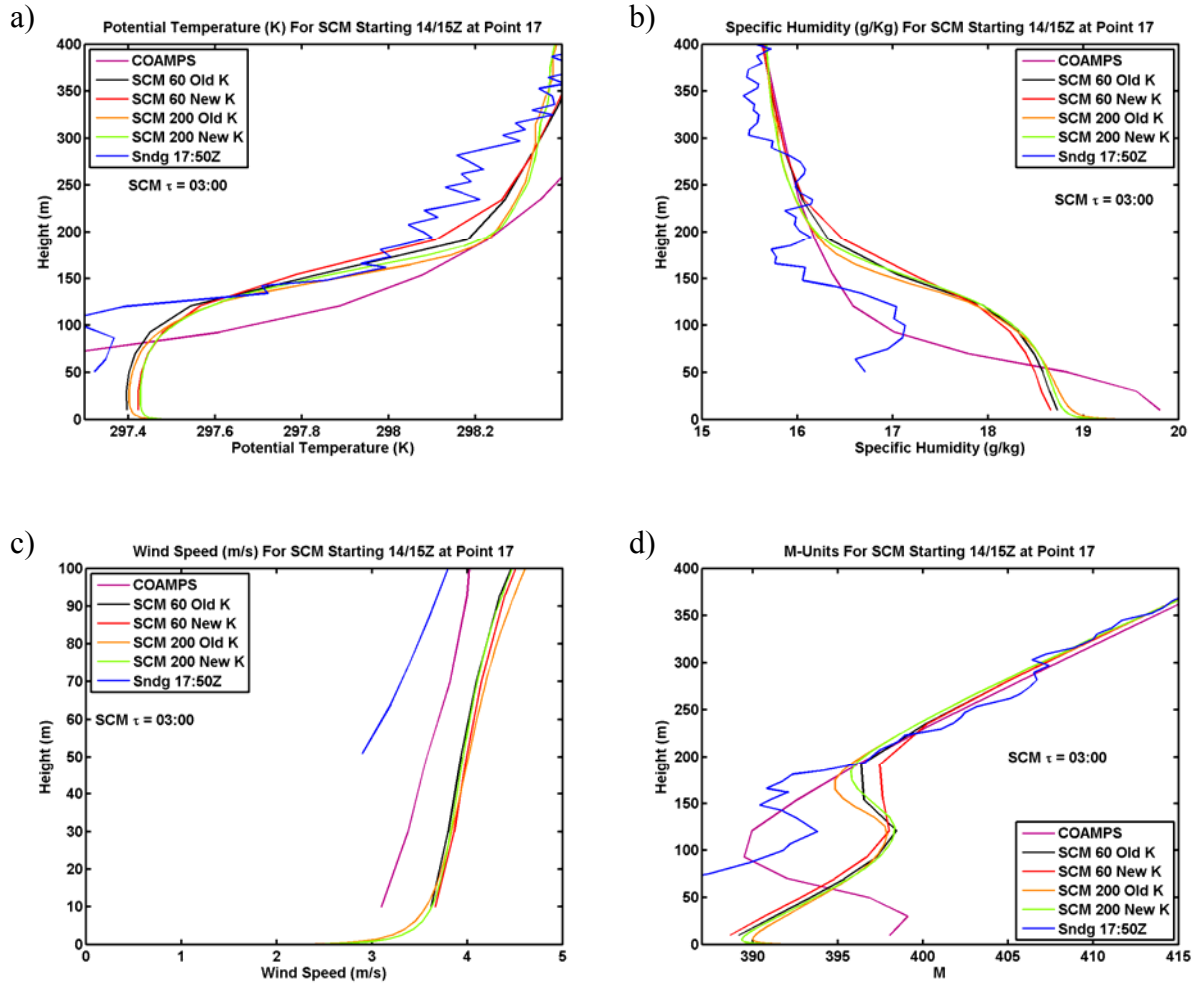 a)
Potential Temperature (K) For SCM Starting 14/15Z at Point 17
400
350
300
250
200
150
100
50
0
Height (m)
COAMPS
SCM 60 Old K
SCM 60 New K
SCM 200 Old K
SCM 200 New K
Sndg 17:50Z
SCM τ = 03:00
297.4
297.6
297.8
298
298.2
Potential Temperature (K)
b)
Specific Humidity (g/Kg) For SCM Starting 14/15Z at Point 17
400
350
300
250
200
150
100
50
0
Height (m)
COAMPS
SCM 60 Old K
SCM 60 New K
SCM 200 Old K
SCM 200 New K
Sndg 17:50Z
SCM τ = 03:00
15
16
17
18
19
20
Specific Humidity (g/kg)
c)
Wind Speed (m/s) For SCM Starting 14/15Z at Point 17
100
90
80
70
60
50
40
30
20
10
0
Height (m)
COAMPS
SCM 60 Old K
SCM 60 New K
SCM 200 Old K
SCM 200 New K
Sndg 17:50Z
SCM τ = 03:00
0
1
2
3
4
5
Wind Speed (m/s)
d)
M-Units For SCM Starting 14/15Z at Point 17
400
350
300
250
200
150
100
50
0
Height (m)
SCM τ = 03:00
COAMPS
SCM 60 Old K
SCM 60 New K
SCM 200 Old K
SCM 200 New K
Sndg 17:50Z
390
395
400
405
410
415
M